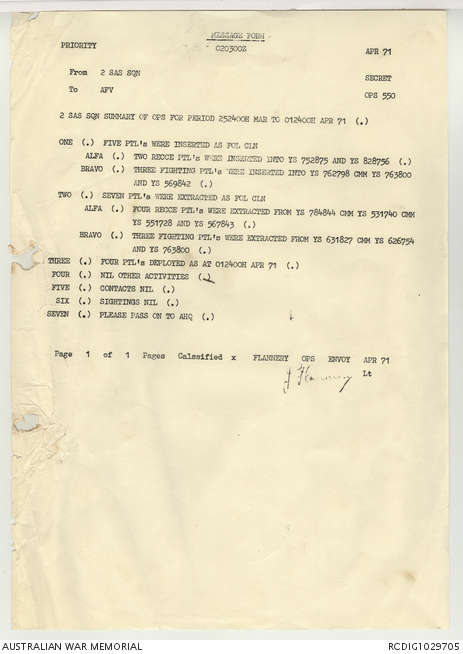 MESSAGE FORM
PRIORITY 020300Z APR 71
From 2 SAS SQN SECRET
To AFV OPS 550
2 SAS SQN SUMMARY OF OPS FOR PERIOD 252400H MAR TO 012400H APR 71 (.)
ONE (.) FIVE PTL's WERE INSERTED AS FOL CLN
ALFA (.) TWO RECCE PTL's WERE INSERTED INTO YS 752875 AND YS 828756 (.)
BRAVO (.) THREE FIGHTING PTL's WERE INSERTED INTO YS 762798 CMM YS 763800
AND YS 569842 (.)
TWO (.) SEVEN PTL's WERE EXTRACTED AS FOL CLN
ALFA (.) FOUR RECCE PTL's WERE EXTRACTED FROM YS 784844 CMM YS 531740 CMM
YS 551728 AND YS 567843 (.)
BRAVO (.) THREE FIGHTING PTL's WERE EXTRACTED FROM YS 631827 CMM YS 626754
AND YS 763800 (.)
THREE (.) FOUR PTL's DEPLOYED AS AT 012400H APR 71 (.)
FOUR (.) NIL OTHER ACTIVITIES (.)
FIVE (.) CONTACTS NIL (.)
SIX (.) SIGHTINGS NIL (.)
SEVEN (.) PLEASE PASS ON TO AHQ (.)
Page 1 of 1 Pages Calssified x FLANNERY OPS ENVOY APR 71
J Flannery Lt
AUSTRALIAN WAR MEMORIAL RCDIG1029705